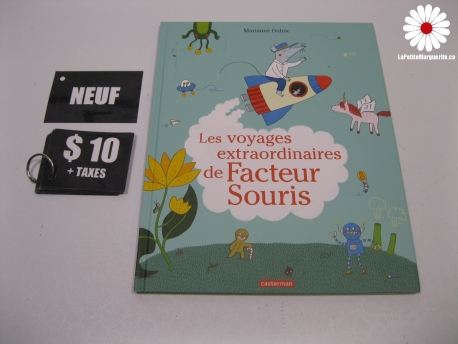 LaPetiteMarguerite.ca
NEUF
$ 10
+ TAXES
Marianne Dubuc
Les voyages
extraordinaires
de Facteur
Souris
casterman